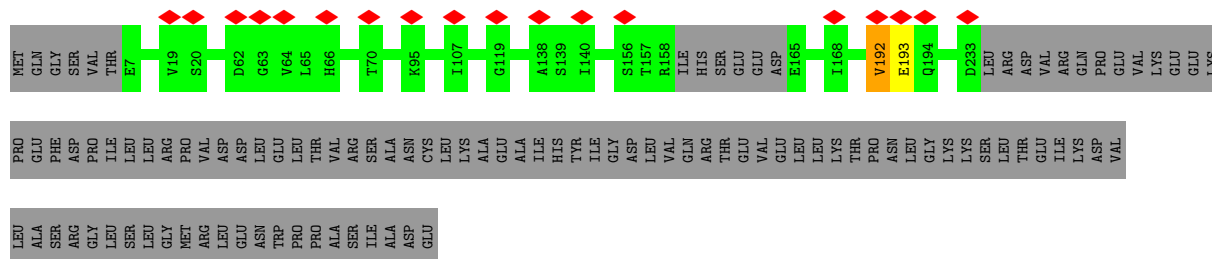 MET GLN GLY SER VAL THR E7 V19 S20 D62 G63 V64 L65 H66 T70 K95 I107 G119 A138 S139 I140 S156 T157 R158 ILE HIS SER GLU GLU ASP E165 I168 V192 E193 Q194 D233 LEU ARG ASP VAL ARG GLN PRO GLU VAL LYS GLU GLU LYS
PRO GLU PHE ASP PRO ILE LEU LEU ARG PRO VAL ASP ASP LEU GLU LEU THR VAL ARG SER ALA ASN CYS LEU LYS ALA GLU ALA ILE HIS TYR ILE GLY ASP LEU VAL GLN ARG THR GLU VAL GLU LEU LEU LYS THR PRO ASN LEU GLY LYS LYS SER LEU THR GLU ILE LYS ASP VAL
LEU ALA SER ARG GLY LEU SER LEU GLY MET ARG LEU GLU ASN TRP PRO PRO ALA SER ILE ALA ASP GLU